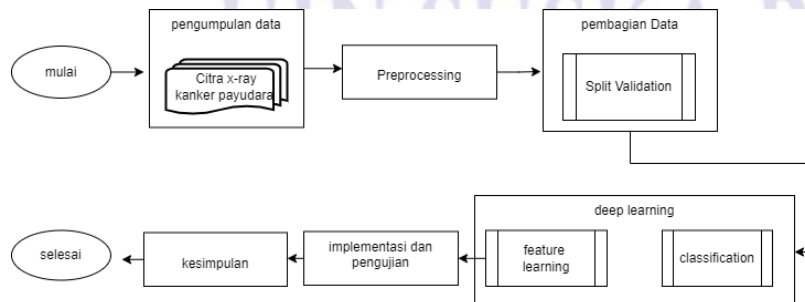 pengumpulan data
pembagian Data
mulai
Citra x-ray
kanker payudara
Preprocessing
Split Validation
deep learning
selesai
kesimpulan
implementasi dan
pengujian
feature
learning
classification